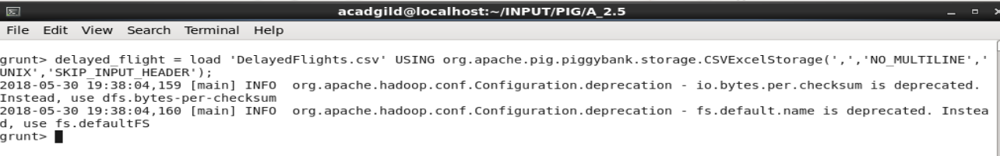 acadgild@localhost:~/INPUT/PIG/A_2.5
File Edit View Search Terminal Help
grunt> delayed_flight = load 'DelayedFlights.csv' USING org.apache.pig.piggybank.storage.CSVExcelStorage(',','NO_MULTILINE','
UNIX','SKIP_INPUT_HEADER');
2018-05-30 19:38:04,159 [main] INFO  org.apache.hadoop.conf.Configuration.deprecation - io.bytes.per.checksum is deprecated.
Instead, use dfs.bytes-per-checksum
2018-05-30 19:38:04,160 [main] INFO  org.apache.hadoop.conf.Configuration.deprecation - fs.default.name is deprecated. Instea
d, use fs.defaultFS
grunt>